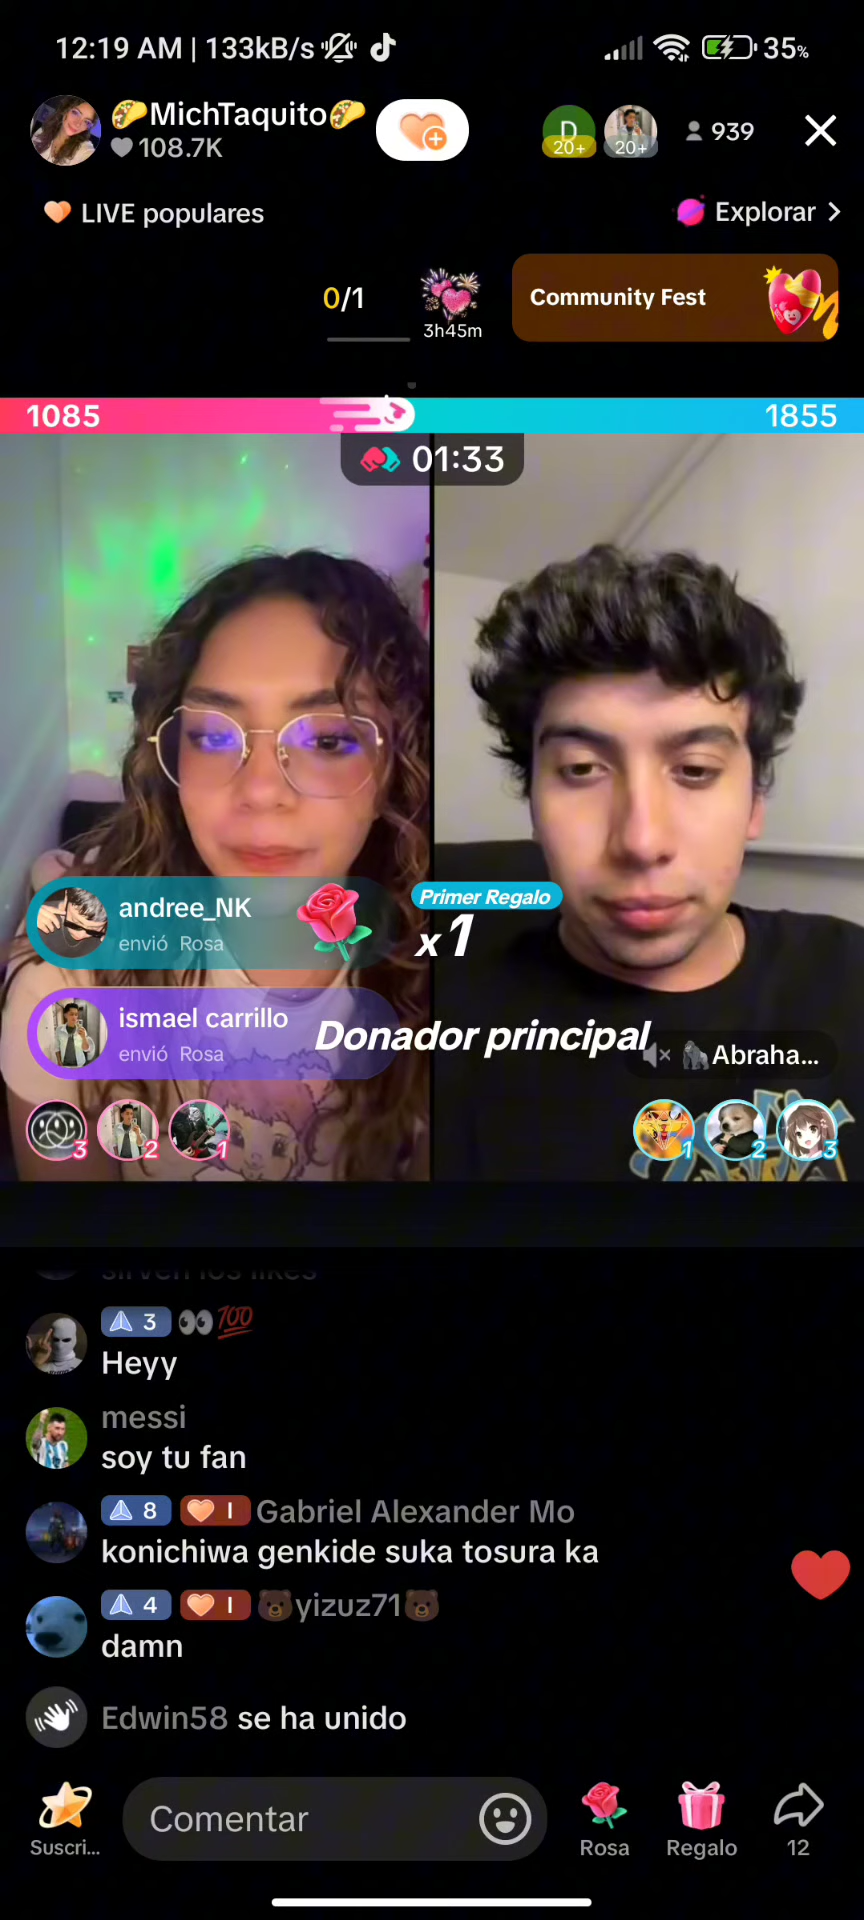 12:19 AM | 133kB/s
35%
🌮MichTaquito🌮
108.7K
D
20+
20+
939
LIVE populares
Explorar
0/1
3h45m
Community Fest
1085
1855
01:33
andree_NK
envió Rosa
Primer Regalo
x1
ismael carrillo
envió Rosa
Donador principal
🦍Abraha...
3
2
1
1
2
3
sirven los likes
3 👀💯
Heyy
messi
soy tu fan
8 I Gabriel Alexander Mo
konichiwa genkide suka tosura ka
4 I 🐻yizuz71🐻
damn
Edwin58 se ha unido
Suscri...
Comentar
Rosa
Regalo
12